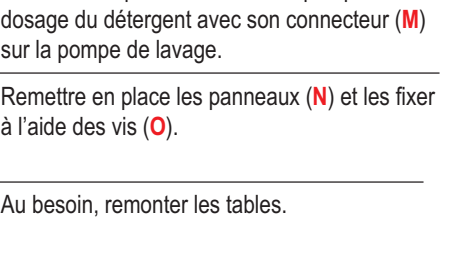 dosage du détergent avec son connecteur (M)
sur la pompe de lavage.
Remettre en place les panneaux (N) et les fixer
à l'aide des vis (O).
Au besoin, remonter les tables.